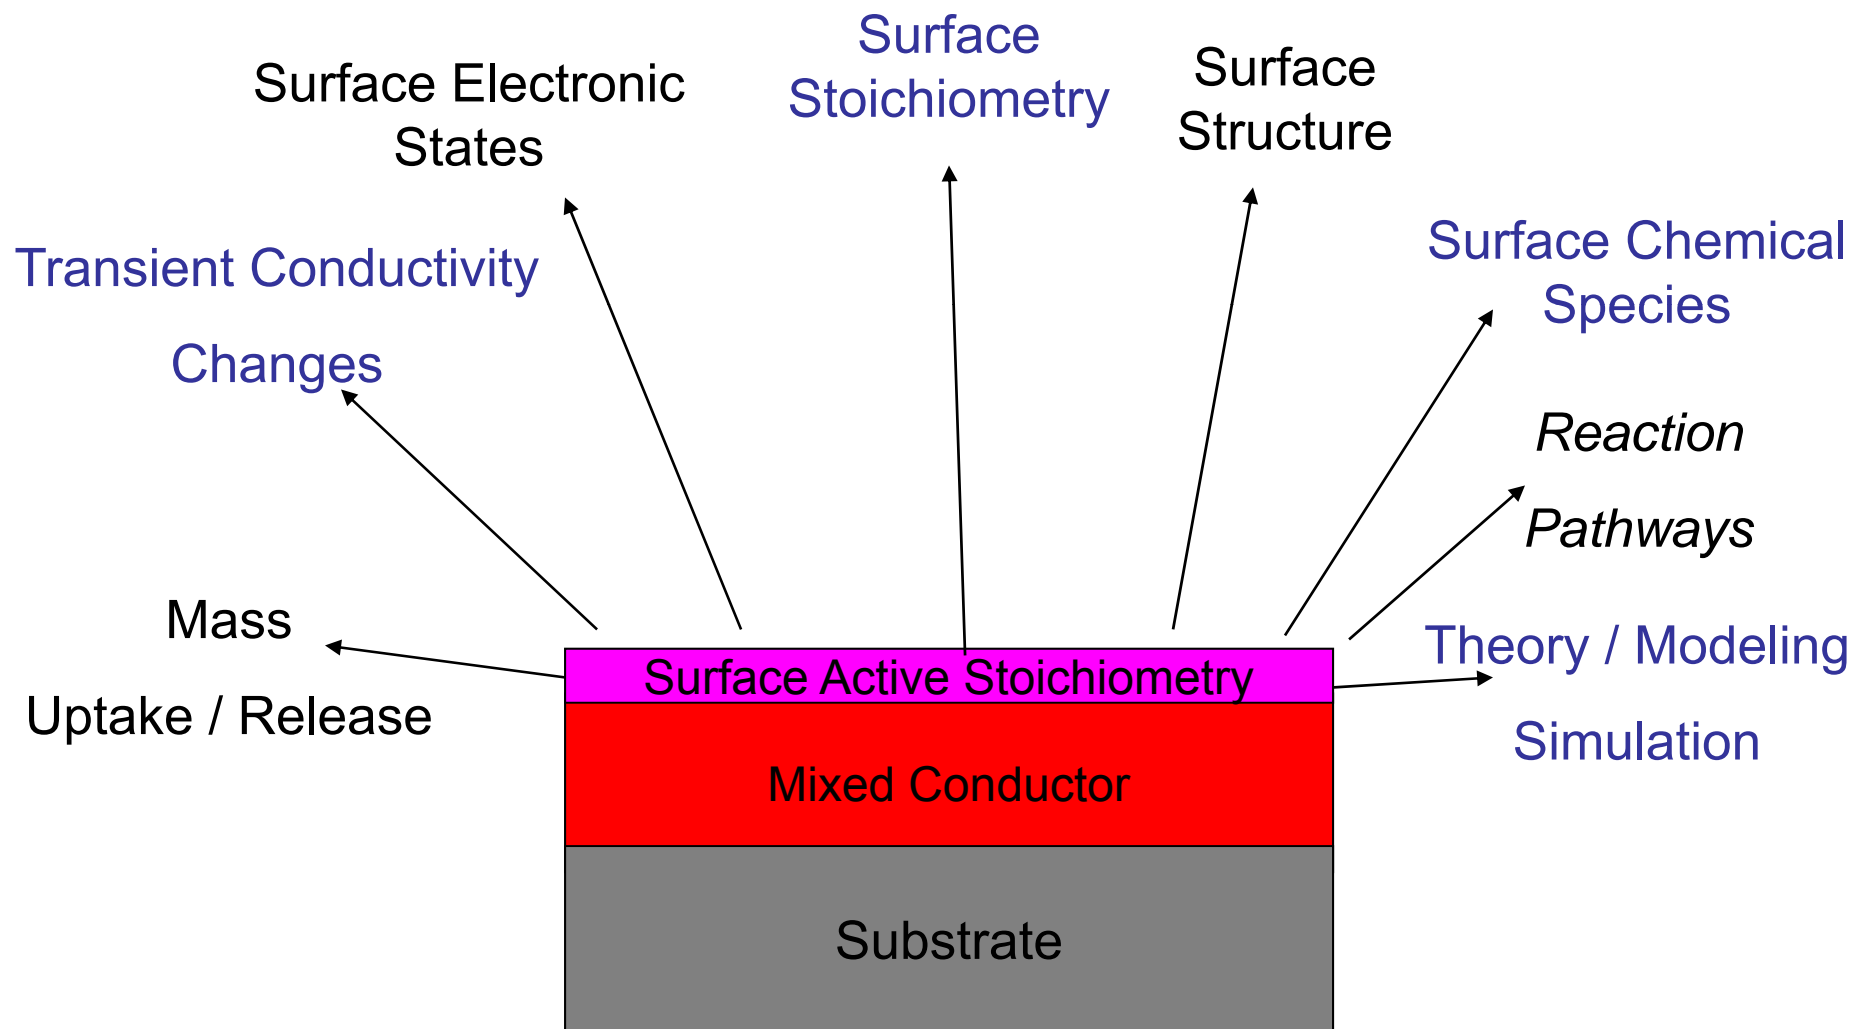 Surface
Stoichiometry
Surface Electronic
States
Surface
Structure
Transient Conductivity
Changes
Surface Chemical
Species
Reaction
Pathways
Mass
Uptake / Release
Theory / Modeling
Simulation
Surface Active Stoichiometry
Mixed Conductor
Substrate